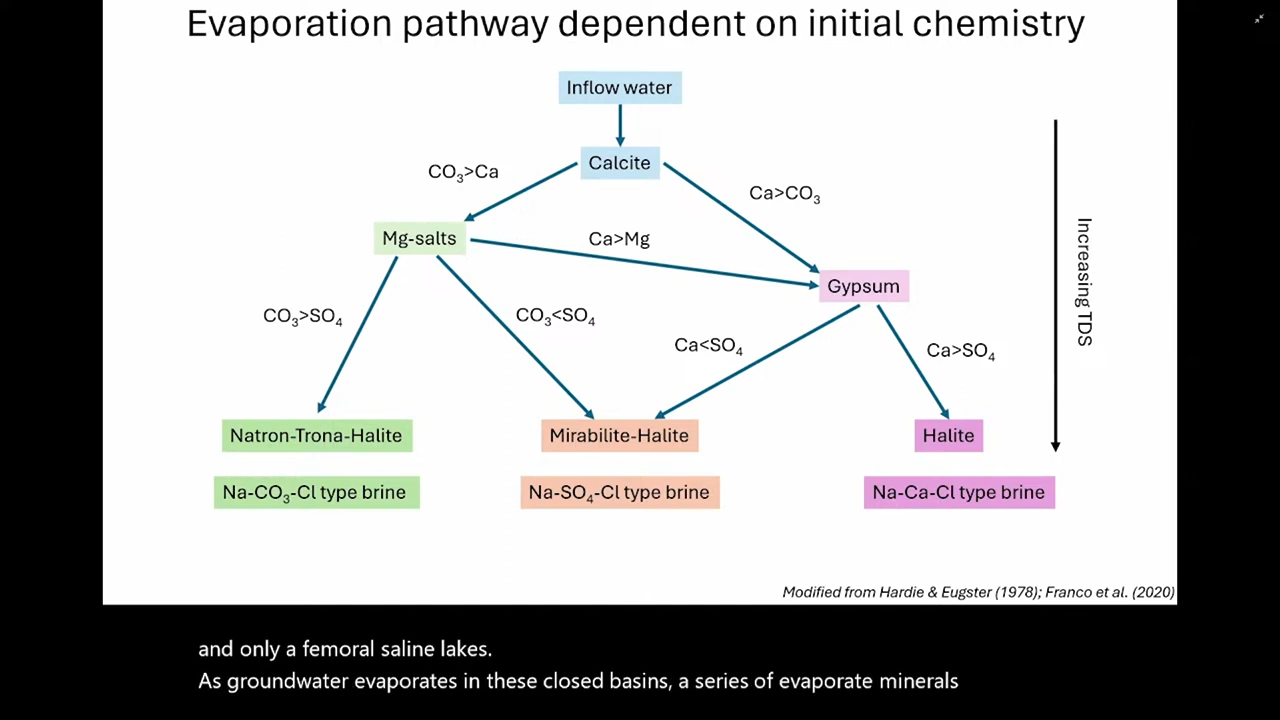 Evaporation pathway dependent on initial chemistry
Inflow water
Calcite
CO₃>Ca
Ca>CO₃
Mg-salts
Ca>Mg
Gypsum
CO₃>SO₄
CO₃<SO₄
Ca<SO₄
Ca>SO₄
Increasing TDS
Natron-Trona-Halite
Mirabilite-Halite
Halite
Na-CO₃-Cl type brine
Na-SO₄-Cl type brine
Na-Ca-Cl type brine
Modified from Hardie & Eugster (1978); Franco et al. (2020)
and only a femoral saline lakes.
As groundwater evaporates in these closed basins, a series of evaporate minerals